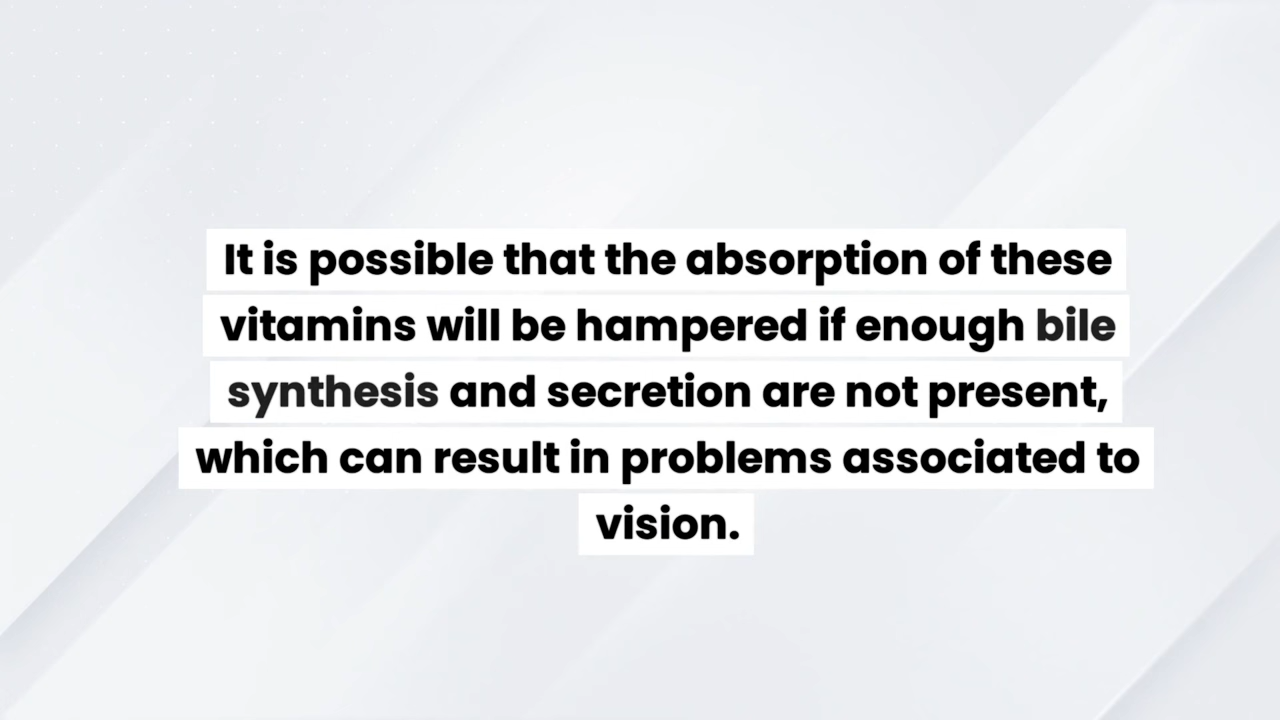 It is possible that the absorption of these
vitamins will be hampered if enough bile
synthesis and secretion are not present,
which can result in problems associated to
vision.